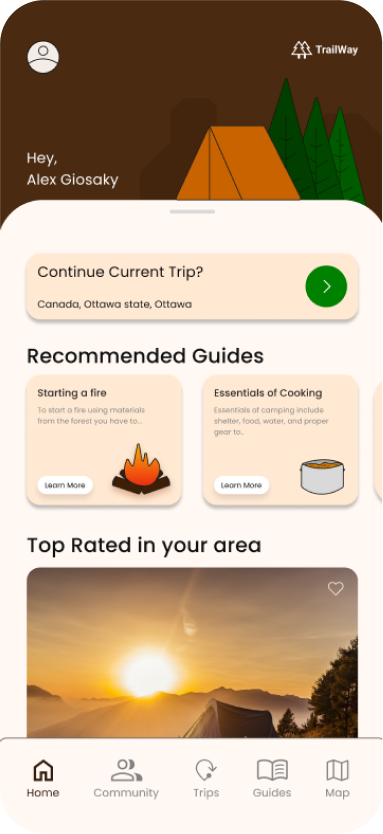 TrailWay
Hey,
Alex Giosaky
Continue Current Trip?
Canada, Ottawa state, Ottawa
Recommended Guides
Starting a fire
To start a fire using materials
from the forest you have to...
Learn More
Essentials of Cooking
Essentials of camping include
shelter, food, water, and proper
gear to..
Learn More
Top Rated in your area
Home
Community
Trips
Guides
Map